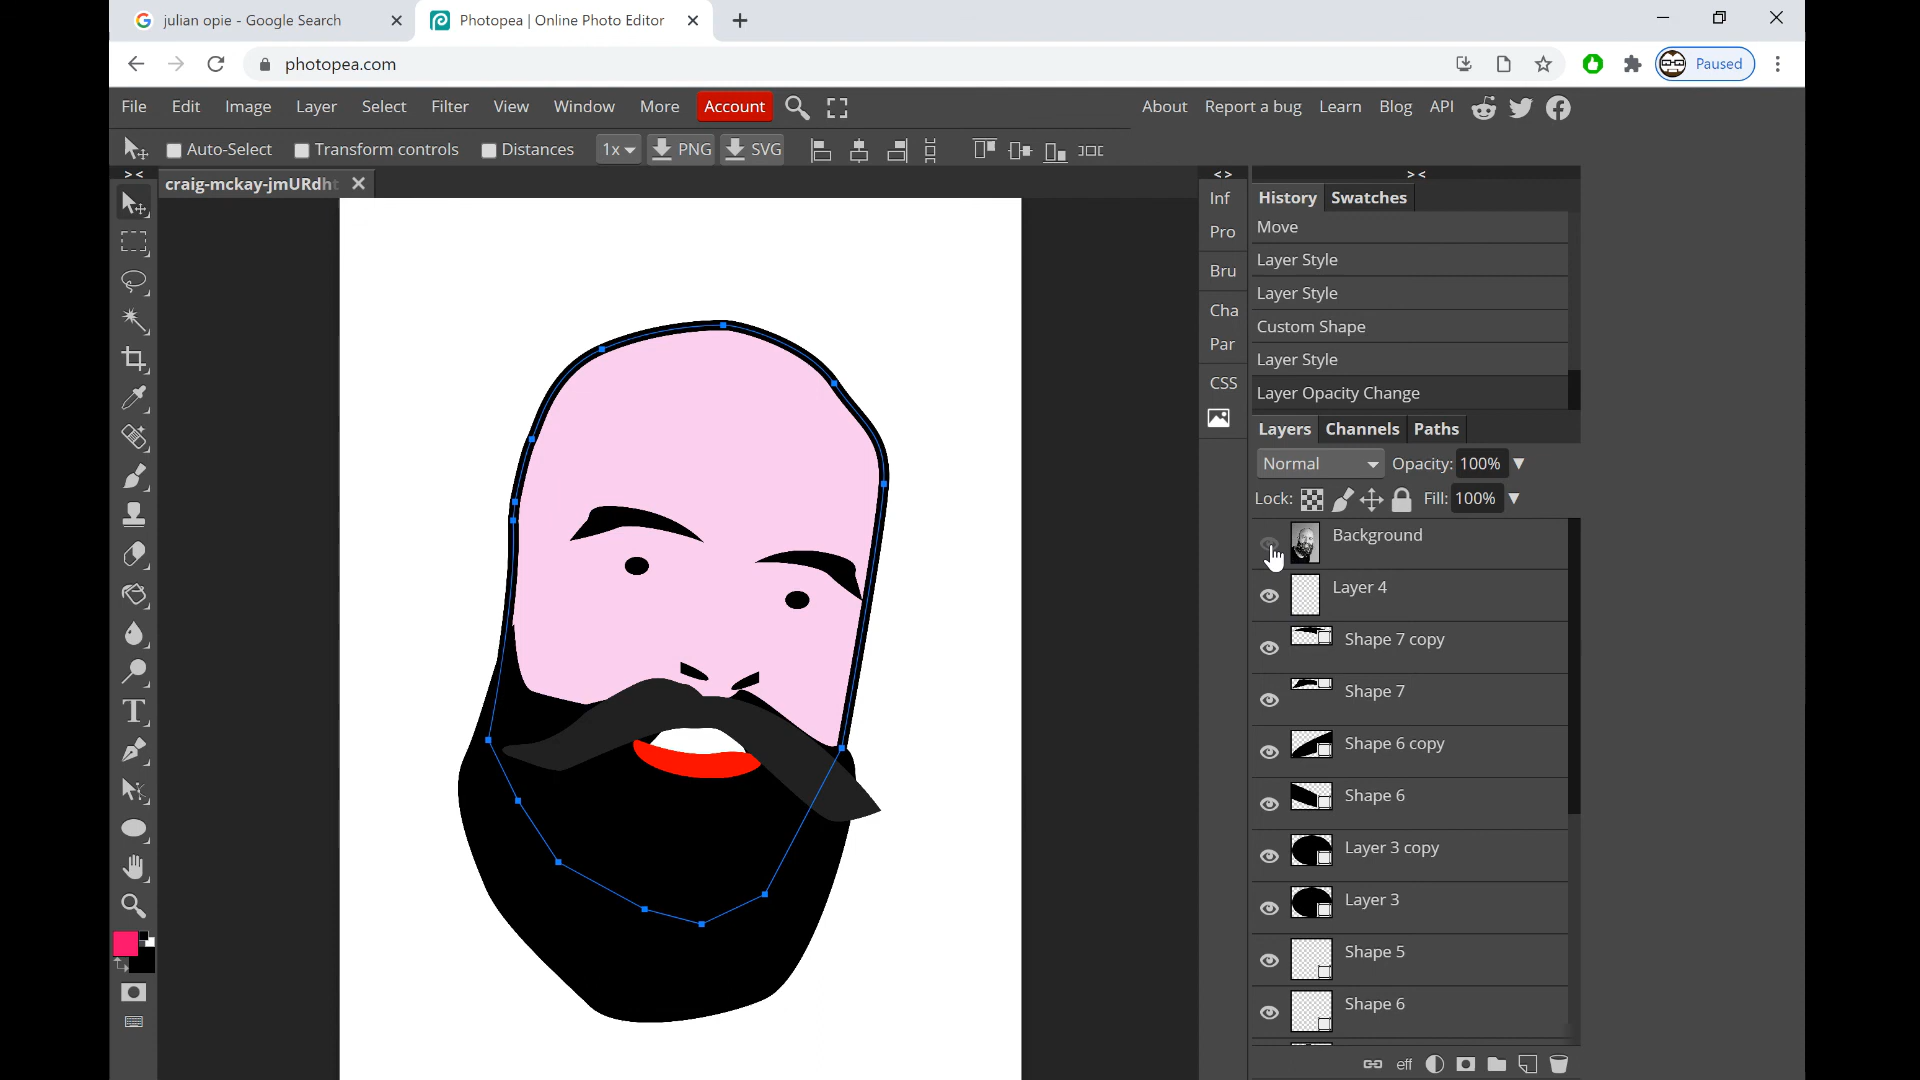 julian opie - Google Search
Photopea | Online Photo Editor
photopea.com
Paused
File Edit Image Layer Select Filter View Window More Account
About Report a bug Learn Blog API
Auto-Select Transform controls Distances 1x PNG SVG
craig-mckay-jmURdht
Inf
Pro
Bru
Cha
Par
CSS
History Swatches
Move
Layer Style
Layer Style
Custom Shape
Layer Style
Layer Opacity Change
Layers Channels Paths
Normal Opacity: 100%
Lock: Fill: 100%
Background
Layer 4
Shape 7 copy
Shape 7
Shape 6 copy
Shape 6
Layer 3 copy
Layer 3
Shape 5
Shape 6
eff